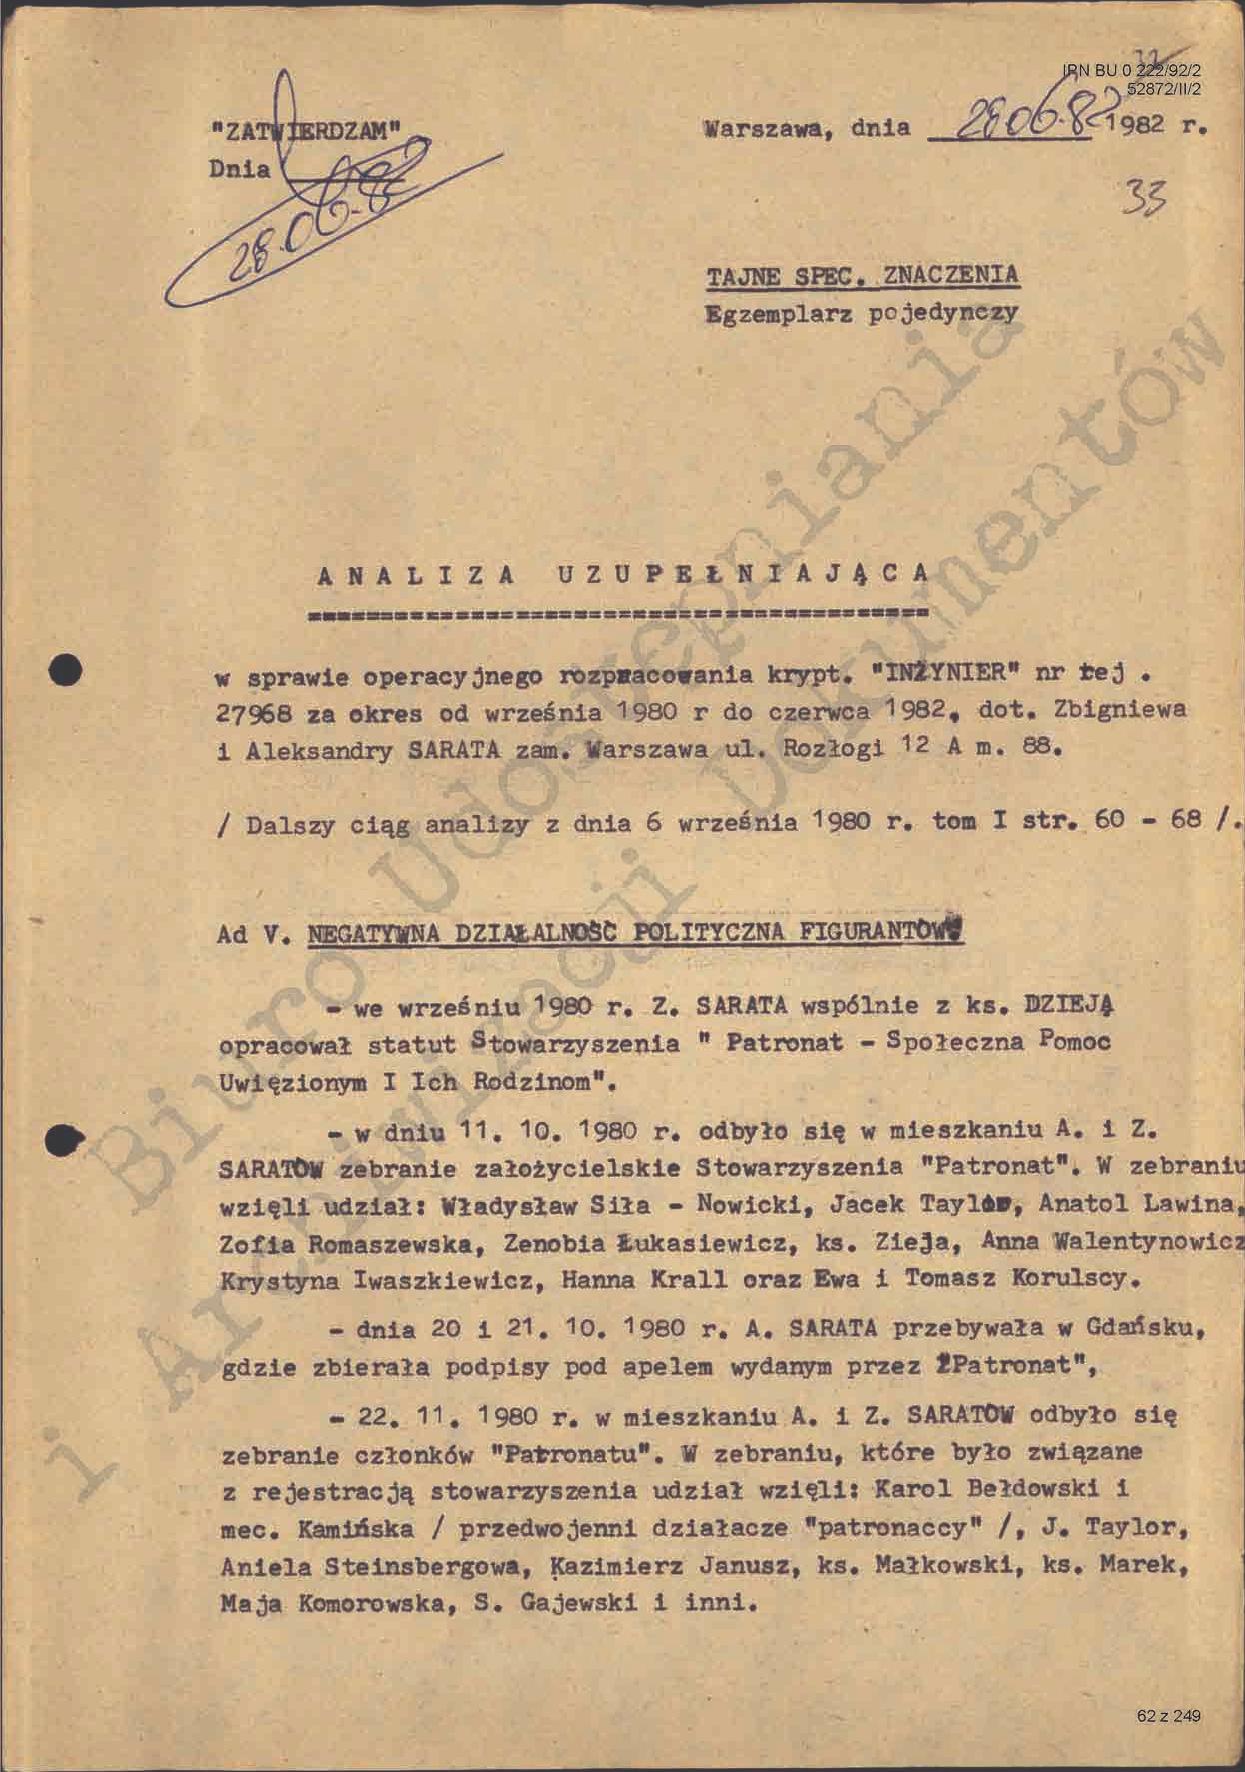 IPN BU 0 222/92/2
52872/II/2
"ZATWIERDZAM"
Dnia
28.06.82
Warszawa, dnia 28.06.82 1982 r.
33
TAJNE SPEC. ZNACZENIA
Egzemplarz pojedynczy
ANALIZA UZUPEŁNIAJĄCA
w sprawie operacyjnego rozpracowania krypt. "INŻYNIER" nr rej .
27968 za okres od września 1980 r do czerwca 1982, dot. Zbigniewa
i Aleksandry SARATA zam. Warszawa ul. Rozłogi 12 A m. 88.
/ Dalszy ciąg analizy z dnia 6 września 1980 r. tom I str. 60 - 68 /.
Ad V. NEGATYWNA DZIAŁALNOŚĆ POLITYCZNA FIGURANTÓW
- we wrześniu 1980 r. Z. SARATA wspólnie z ks. DZIEJĄ
opracował statut Stowarzyszenia " Patronat - Społeczna Pomoc
Uwięzionym I Ich Rodzinom".
- w dniu 11. 10. 1980 r. odbyło się w mieszkaniu A. i Z.
SARATÓW zebranie założycielskie Stowarzyszenia "Patronat". W zebraniu
wzięli udział: Władysław Siła - Nowicki, Jacek Taylor, Anatol Lawina,
Zofia Romaszewska, Zenobia Łukasiewicz, ks. Zieja, Anna Walentynowicz
Krystyna Iwaszkiewicz, Hanna Krall oraz Ewa i Tomasz Korulscy.
- dnia 20 i 21. 10. 1980 r. A. SARATA przebywała w Gdańsku,
gdzie zbierała podpisy pod apelem wydanym przez "Patronat",
- 22. 11. 1980 r. w mieszkaniu A. i Z. SARATÓW odbyło się
zebranie członków "Patronatu". W zebraniu, które było związane
z rejestracją stowarzyszenia udział wzięli: Karol Bełdowski i
mec. Kamińska / przedwojenni działacze "patronaccy" /, J. Taylor,
Aniela Steinsbergowa, Kazimierz Janusz, ks. Małkowski, ks. Marek,
Maja Komorowska, S. Gajewski i inni.
Biuro Udostępniania
i Archiwizacji Dokumentów
62 z 249